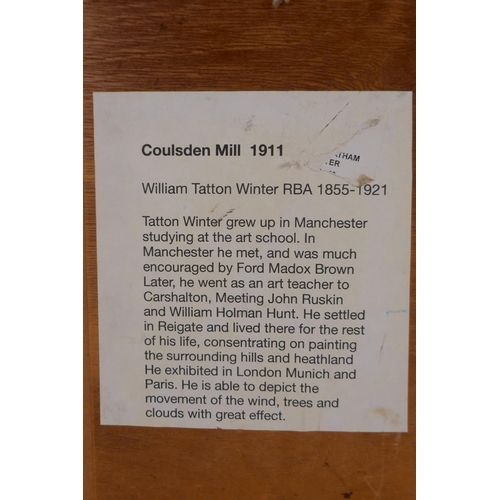 Coulsden Mill 1911
William Tatton Winter RBA 1855-1921
Tatton Winter grew up in Manchester
studying at the art school. In
Manchester he met, and was much
encouraged by Ford Madox Brown
Later, he went as an art teacher to
Carshalton, Meeting John Ruskin
and William Holman Hunt. He settled
in Reigate and lived there for the rest
of his life, consentrating on painting
the surrounding hills and heathland
He exhibited in London Munich and
Paris. He is able to depict the
movement of the wind, trees and
clouds with great effect.